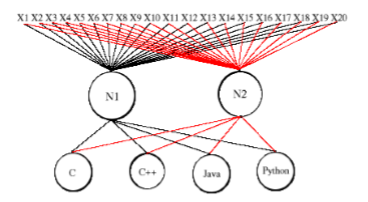 X1 X2 X3 X4 X5 X6 X7 X8 X9 X10 X11 X12 X13 X14 X15 X16 X17 X18 X19 X20
N1 N2
C C++ Java Python